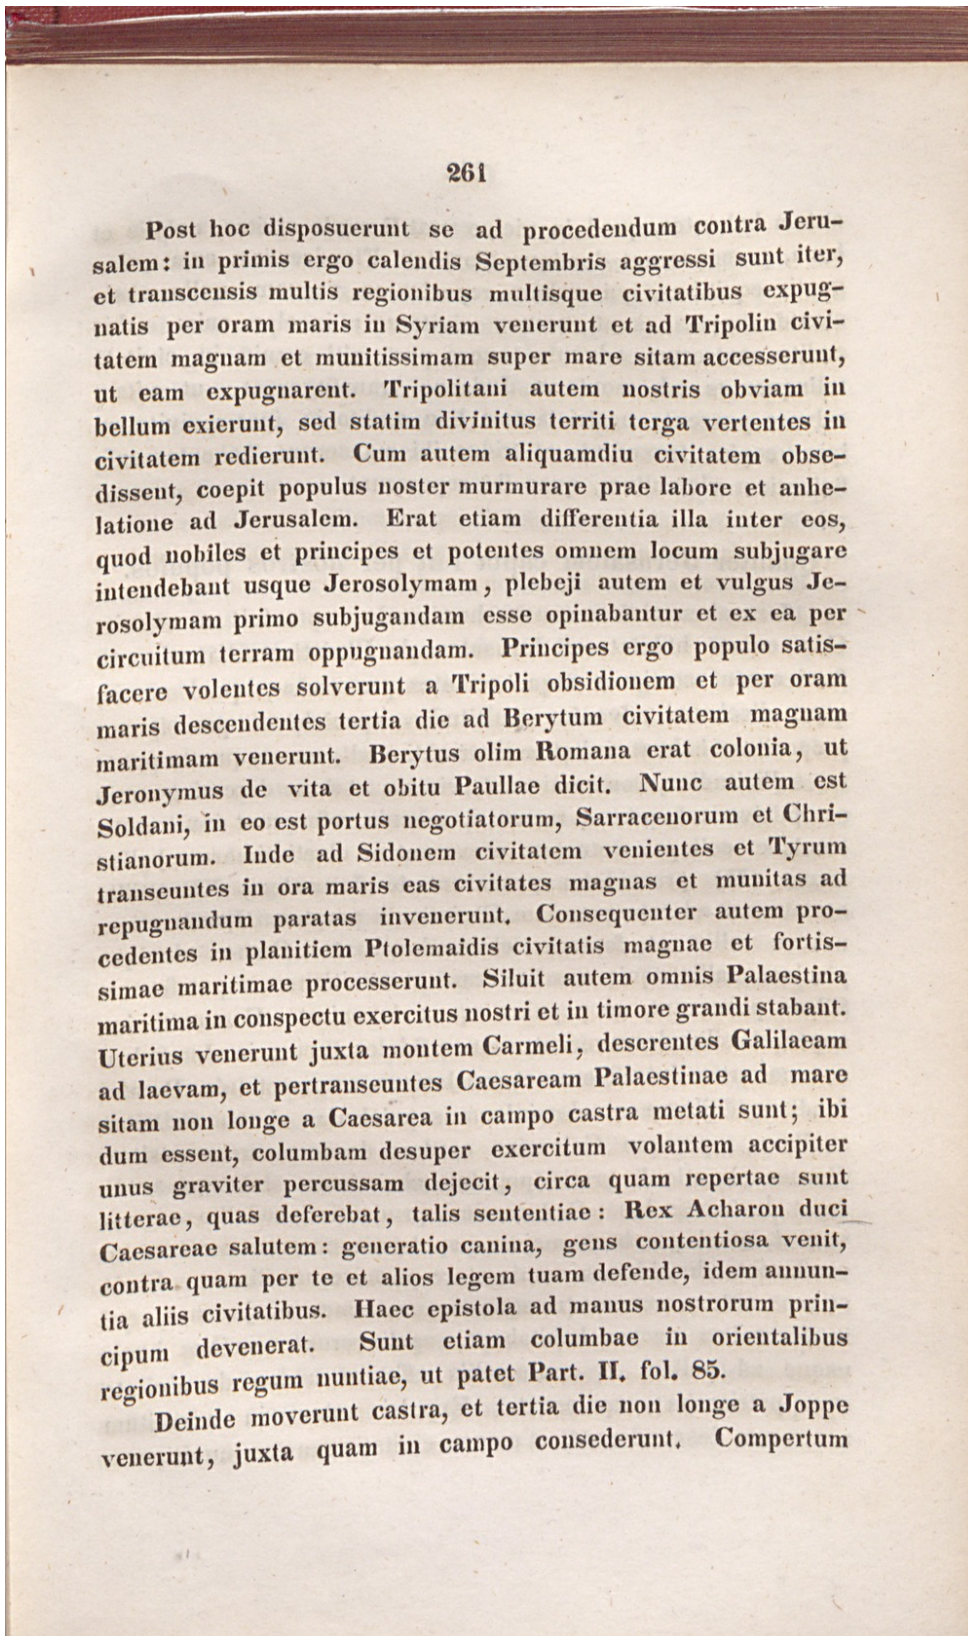 261
Post hoc disposuerunt se ad procedendum contra Jeru-
salem: in primis ergo calendis Septembris aggressi sunt iter,
et transcensis multis regionibus multisque civitatibus expug-
natis per oram maris in Syriam venerunt et ad Tripolin civi-
tatem magnam et munitissimam super mare sitam accesserunt,
ut eam expugnarent. Tripolitani autem nostris obviam in
bellum exierunt, sed statim divinitus territi terga vertentes in
civitatem redierunt. Cum autem aliquamdiu civitatem obse-
dissent, coepit populus noster murmurare prae labore et anhe-
latione ad Jerusalem. Erat etiam differentia illa inter eos,
quod nobiles et principes et potentes omnem locum subjugare
intendebant usque Jerosolymam, plebeji autem et vulgus Je-
rosolymam primo subjugandam esse opinabantur et ex ea per
circuitum terram oppugnandam. Principes ergo populo satis-
facere volentes solverunt a Tripoli obsidionem et per oram
maris descendentes tertia die ad Berytum civitatem magnam
maritimam venerunt. Berytus olim Romana erat colonia, ut
Jeronymus de vita et obitu Paullae dicit. Nunc autem est
Soldani, in eo est portus negotiatorum, Sarracenorum et Chri-
stianorum. Inde ad Sidonem civitatem venientes et Tyrum
transeuntes in ora maris eas civitates magnas et munitas ad
repugnandum paratas invenerunt. Consequenter autem pro-
cedentes in planitiem Ptolemaidis civitatis magnae et fortis-
simae maritimae processerunt. Siluit autem omnis Palaestina
maritima in conspectu exercitus nostri et in timore grandi stabant.
Uterius venerunt juxta montem Carmeli, deserentes Galilaeam
ad laevam, et pertranseuntes Caesaream Palaestinae ad mare
sitam non longe a Caesarea in campo castra metati sunt; ibi
dum essent, columbam desuper exercitum volantem accipiter
unus graviter percussam dejecit, circa quam repertae sunt
litterae, quas deferebat, talis sententiae: Rex Acharon duci
Caesareae salutem: generatio canina, gens contentiosa venit,
contra quam per te et alios legem tuam defende, idem annun-
tia aliis civitatibus. Haec epistola ad manus nostrorum prin-
cipum devenerat. Sunt etiam columbae in orientalibus
regionibus regum nuntiae, ut patet Part. II. fol. 85.
Deinde moverunt castra, et tertia die non longe a Joppe
venerunt, juxta quam in campo consederunt. Compertum